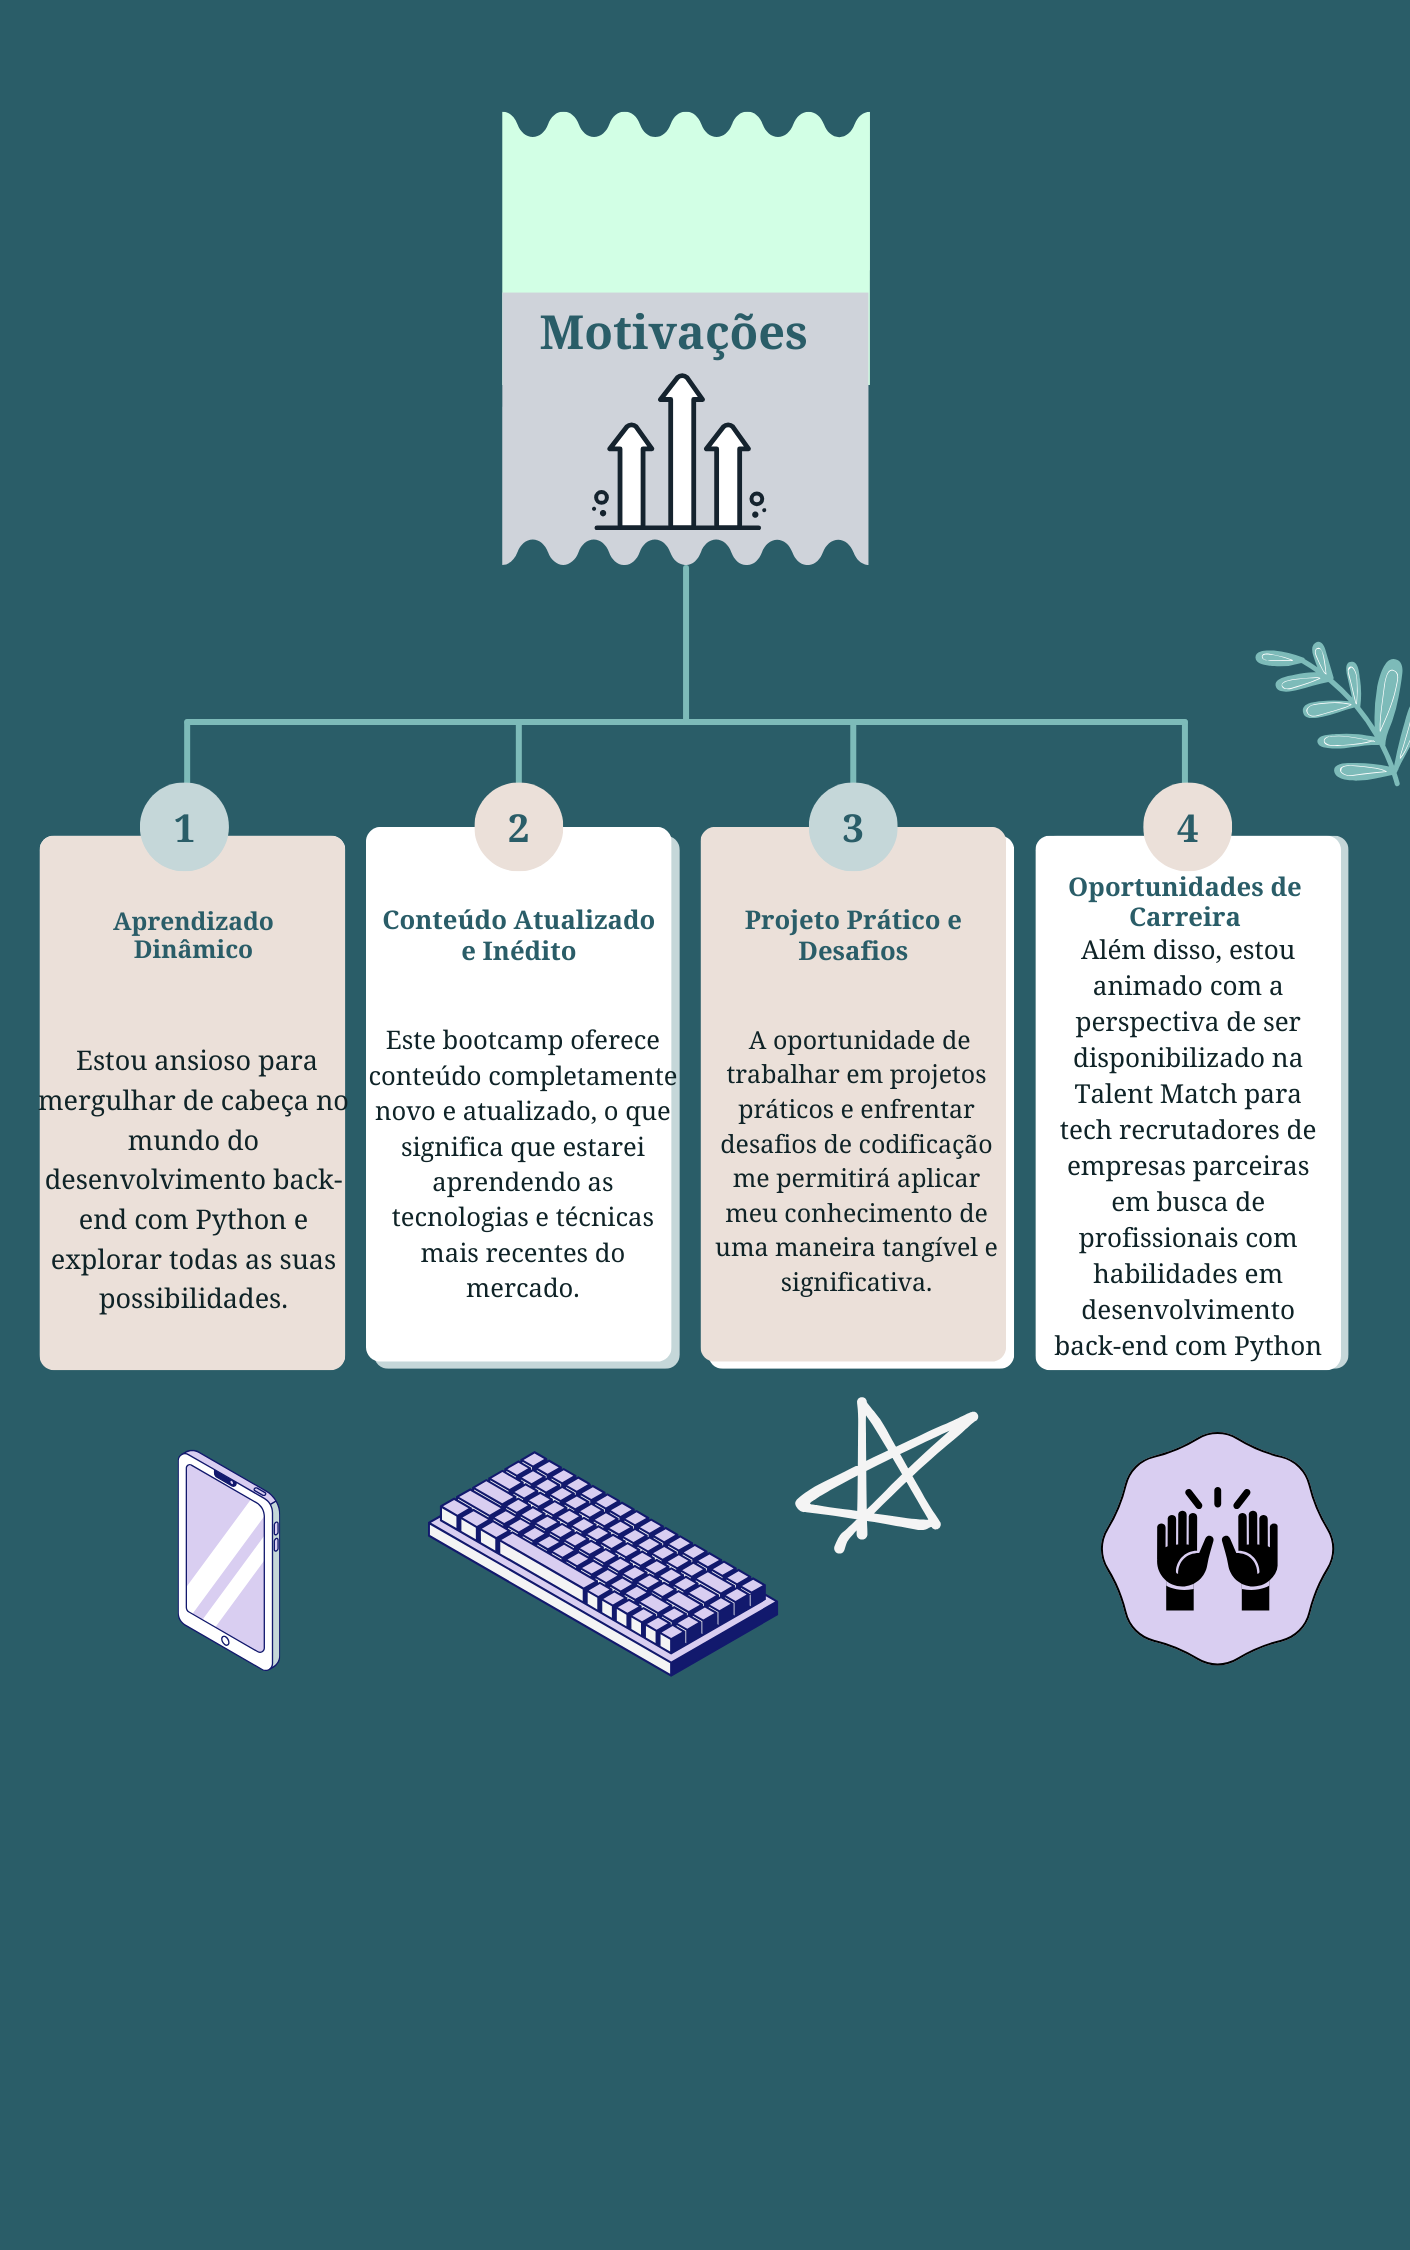 Motivações
1
Aprendizado
Dinâmico
Estou ansioso para
mergulhar de cabeça no
mundo do
desenvolvimento back-
end com Python e
explorar todas as suas
possibilidades.
2
Conteúdo Atualizado
e Inédito
Este bootcamp oferece
conteúdo completamente
novo e atualizado, o que
significa que estarei
aprendendo as
tecnologias e técnicas
mais recentes do
mercado.
3
Projeto Prático e
Desafios
A oportunidade de
trabalhar em projetos
práticos e enfrentar
desafios de codificação
me permitirá aplicar
meu conhecimento de
uma maneira tangível e
significativa.
4
Oportunidades de
Carreira
Além disso, estou
animado com a
perspectiva de ser
disponibilizado na
Talent Match para
tech recrutadores de
empresas parceiras
em busca de
profissionais com
habilidades em
desenvolvimento
back-end com Python